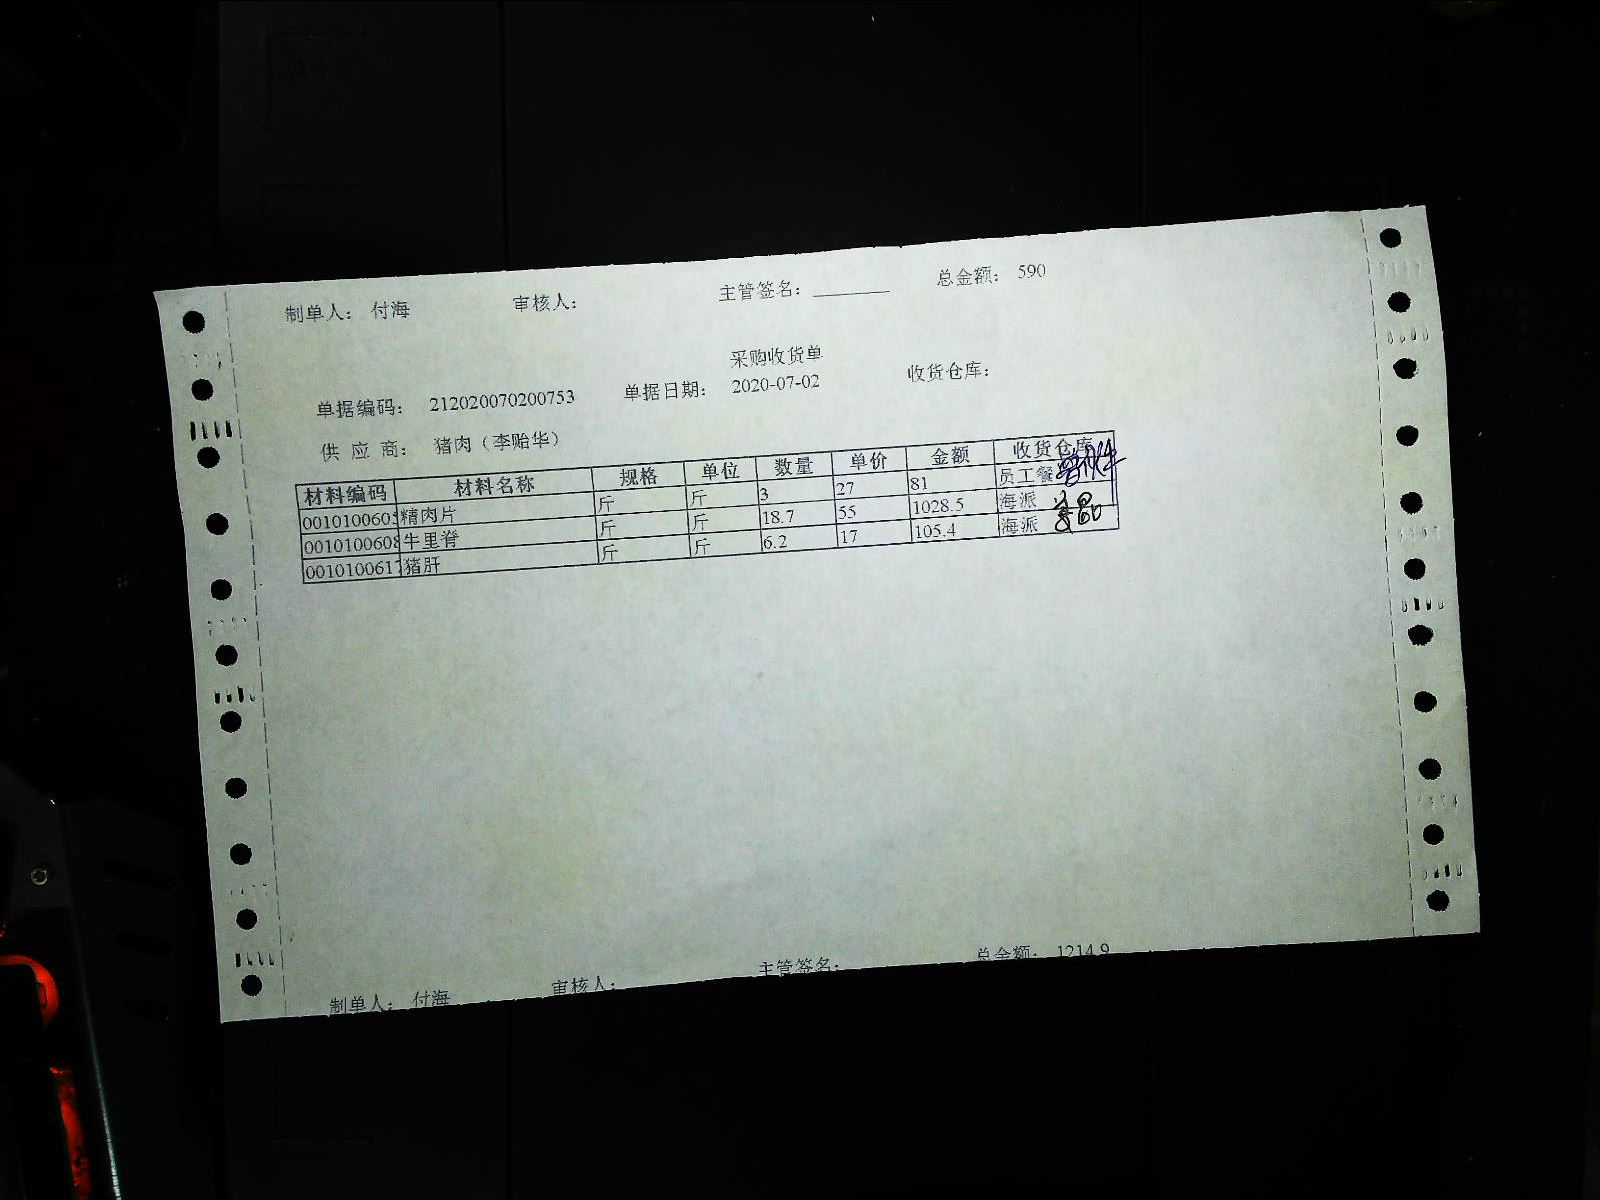 制单人： 付海 审核人： 主管签名：________ 总金额： 590
采购收货单
单据编码： 212020070200753 单据日期： 2020-07-02 收货仓库：
供 应 商： 猪肉（李贻华）
材料编码 材料名称 规格 单位 数量 单价 金额 收货仓库
0010100605 精肉片 斤 斤 3 27 81 员工餐
0010100608 牛里脊 斤 斤 18.7 55 1028.5 海派
0010100617 猪肝 斤 斤 6.2 17 105.4 海派
制单人： 付海 审核人： 主管签名： 总金额： 1214.9